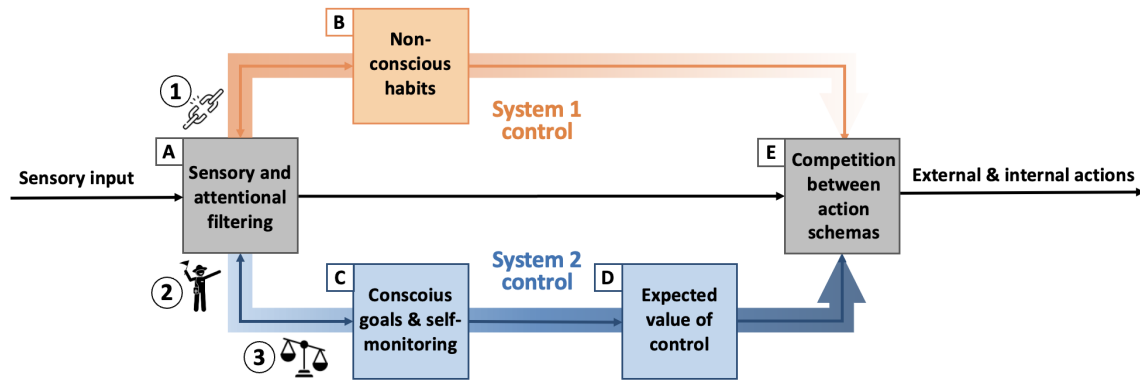 B
Non-
conscious
habits
1
System 1
control
A
Sensory and
attentional
filtering
E
Competition
between
action
schemas
Sensory input
External & internal actions
2
System 2
control
C
Conscoius
goals & self-
monitoring
D
Expected
value of
control
3